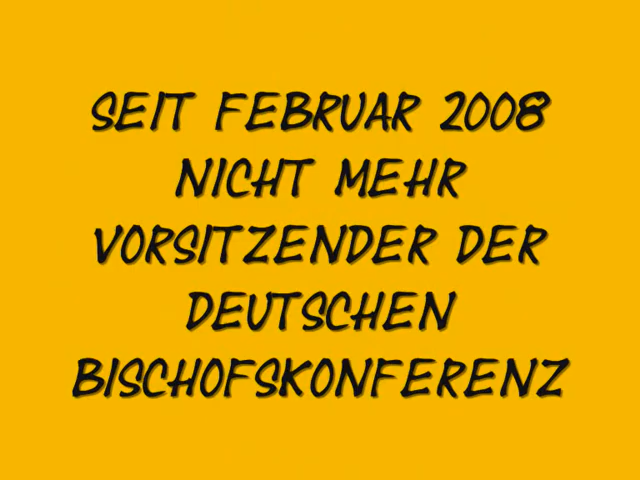 SEIT FEBRUAR 2008
NICHT MEHR
VORSITZENDER DER
DEUTSCHEN
BISCHOFSKONFERENZ